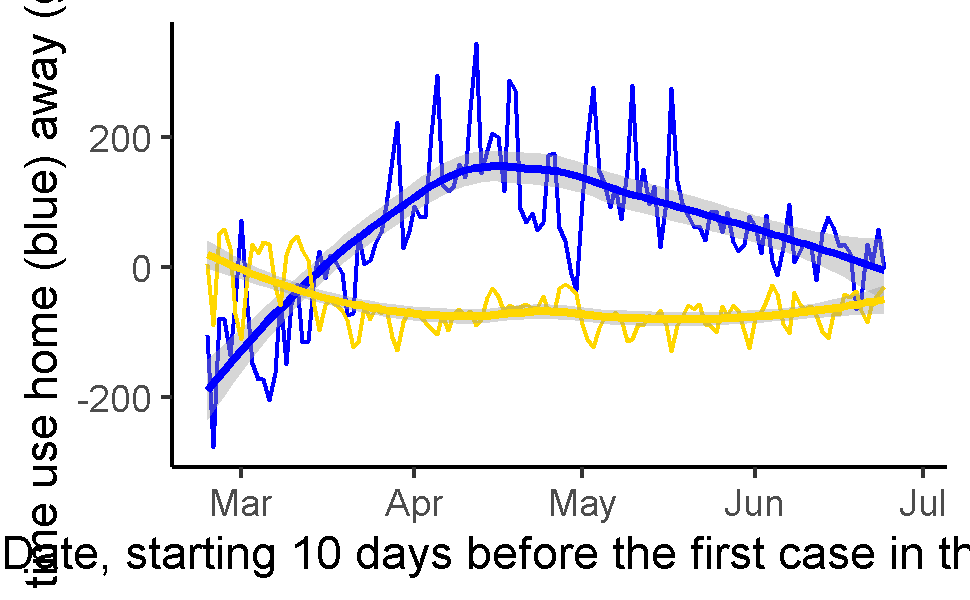 time use home (blue) away (
200
0
-200
Mar Apr May Jun Jul
Date, starting 10 days before the first case in th